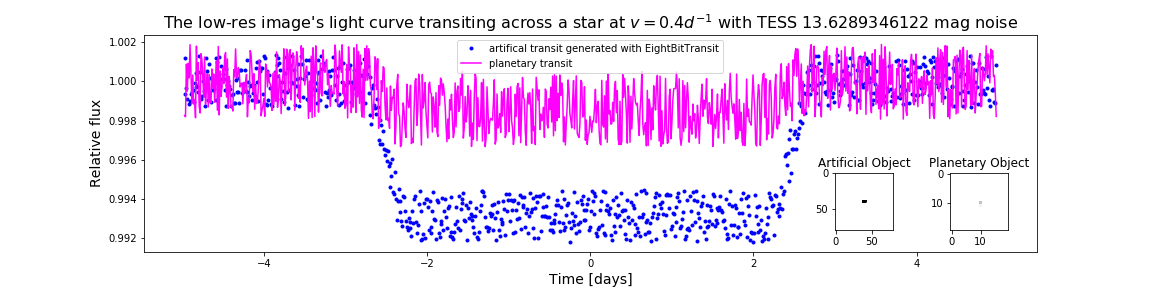 The low-res image's light curve transiting across a star at v = 0.4d⁻¹ with TESS 13.6289346122 mag noise
artifical transit generated with EightBitTransit
planetary transit
Relative flux
1.002
1.000
0.998
0.996
0.994
0.992
Artificial Object
0
50
0
50
Planetary Object
0
10
0
10
−4
−2
0
2
4
Time [days]